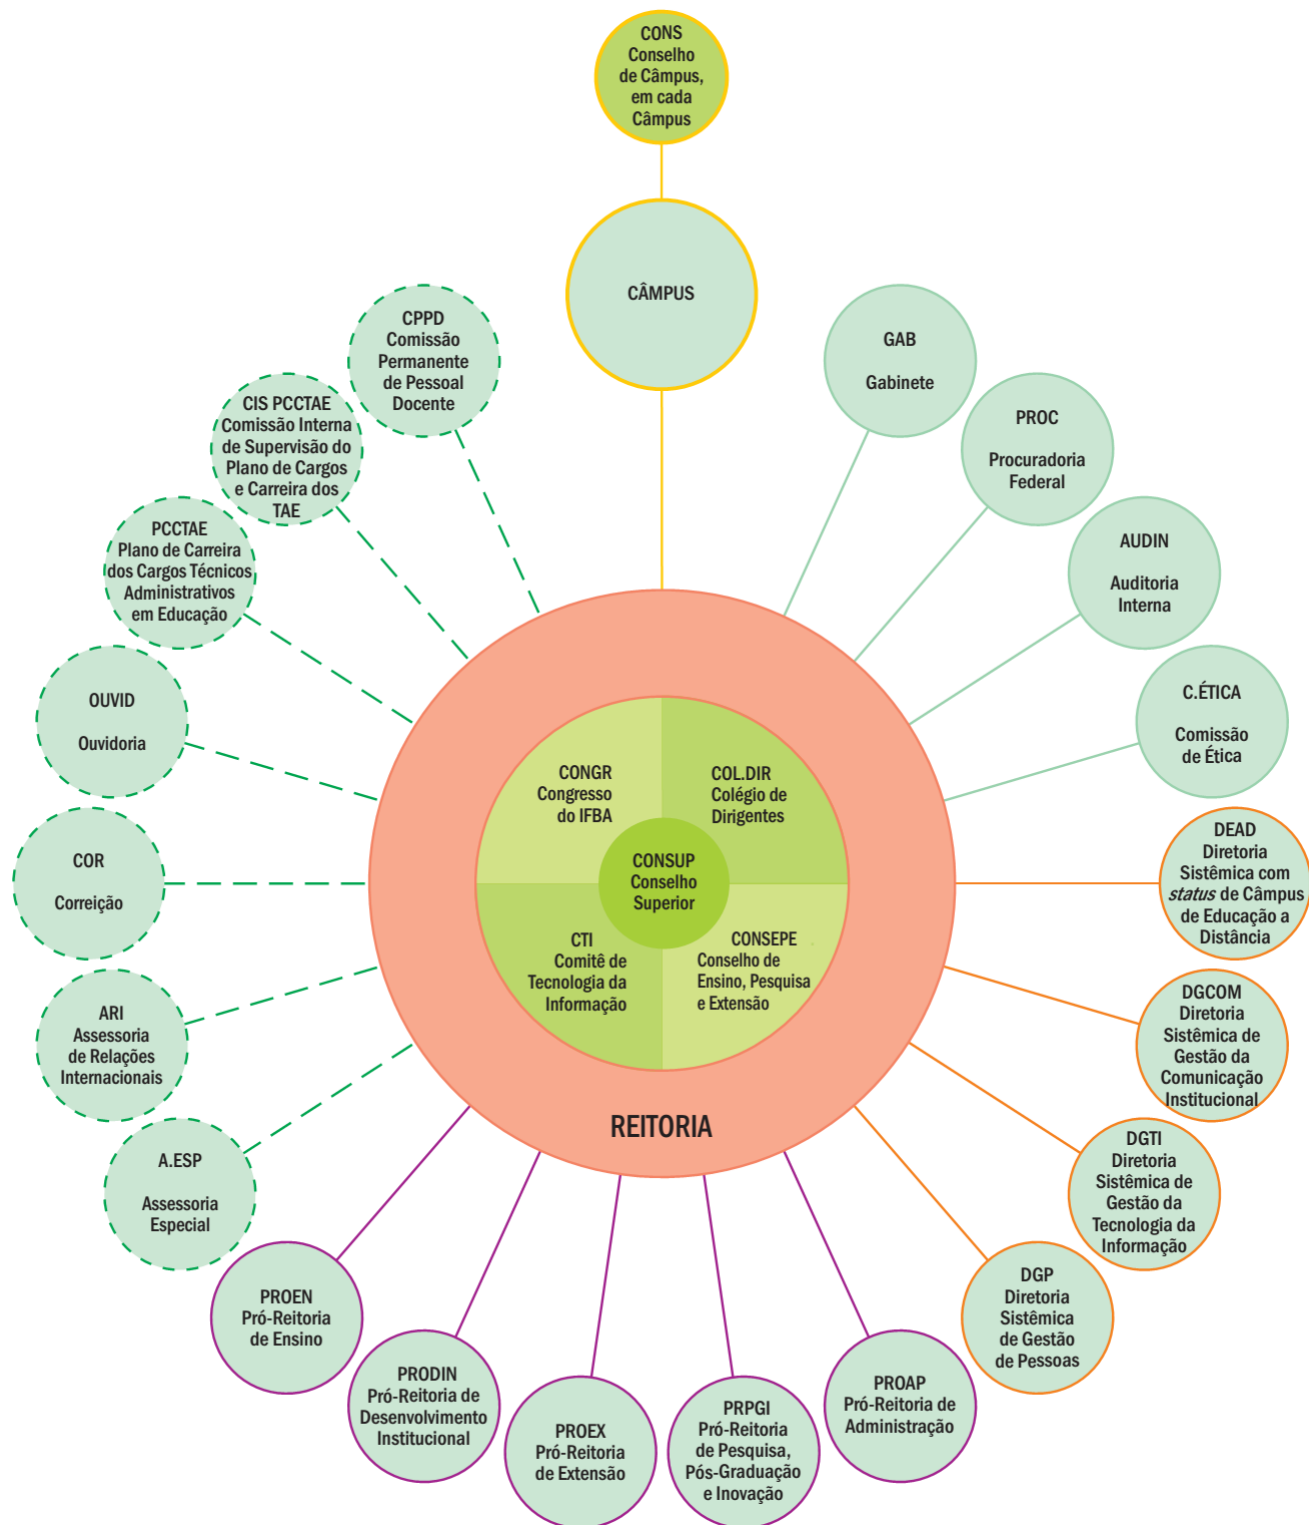 CONS
Conselho
de Câmpus,
em cada
Câmpus
CÂMPUS
CPPD
Comissão
Permanente
de Pessoal
Docente
GAB
Gabinete
CIS PCCTAE
Comissão Interna
de Supervisão do
Plano de Cargos
e Carreira dos
TAE
PROC
Procuradoria
Federal
PCCTAE
Plano de Carreira
dos Cargos Técnicos
Administrativos
em Educação
AUDIN
Auditoria
Interna
OUVID
Ouvidoria
C.ÉTICA
Comissão
de Ética
CONGR
Congresso
do IFBA
COL.DIR
Colégio de
Dirigentes
CONSUP
Conselho
Superior
CTI
Comitê de
Tecnologia da
Informação
CONSEPE
Conselho de
Ensino, Pesquisa
e Extensão
REITORIA
COR
Correição
DEAD
Diretoria
Sistêmica com
status de Câmpus
de Educação a
Distância
ARI
Assessoria
de Relações
Internacionais
DGCOM
Diretoria
Sistêmica de
Gestão da
Comunicação
Institucional
A.ESP
Assessoria
Especial
DGTI
Diretoria
Sistêmica de
Gestão da
Tecnologia da
Informação
PROEN
Pró-Reitoria
de Ensino
DGP
Diretoria
Sistêmica
de Gestão
de Pessoas
PRODIN
Pró-Reitoria de
Desenvolvimento
Institucional
PROEX
Pró-Reitoria
de Extensão
PRPGI
Pró-Reitoria
de Pesquisa,
Pós-Graduação
e Inovação
PROAP
Pró-Reitoria de
Administração